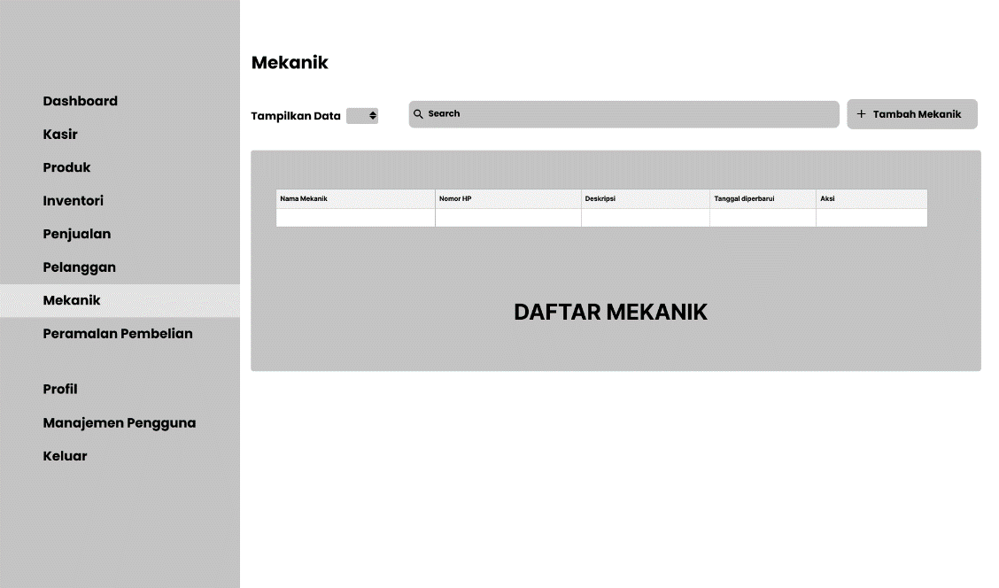 Dashboard
Kasir
Produk
Inventori
Penjualan
Pelanggan
Mekanik
Peramalan Pembelian
Profil
Manajemen Pengguna
Keluar
Mekanik
Tampilkan Data
Search
+ Tambah Mekanik
Nama Mekanik Nomor HP Deskripsi Tanggal diperbarui Aksi
DAFTAR MEKANIK